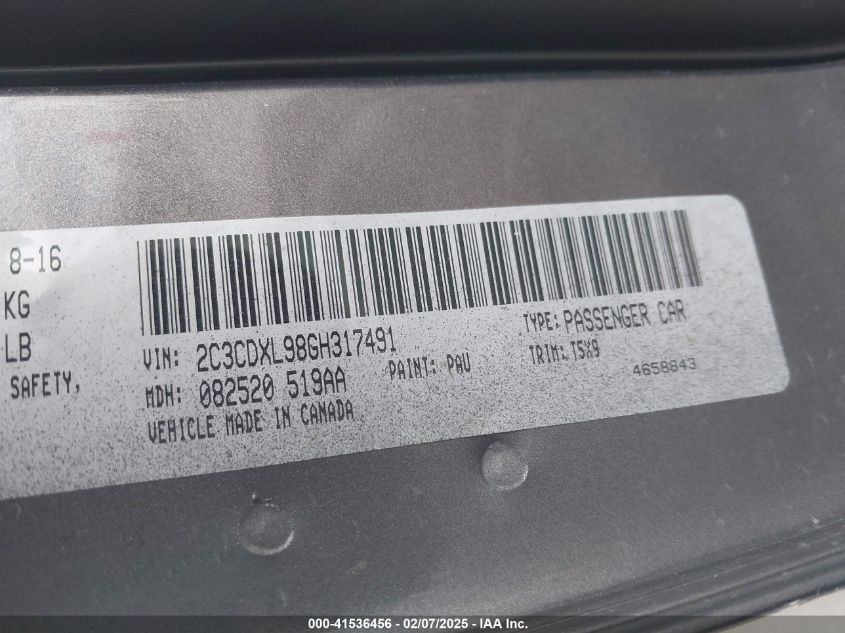 8-16
KG
LB
SAFETY,
VIN: 2C3CDXL98GH317491
TYPE: PASSENGER CAR
MDH: 082520 519AA
PAINT: PAU
TRIM: T5X9
4658843
VEHICLE MADE IN CANADA
000-41536456 - 02/07/2025 - IAA Inc.